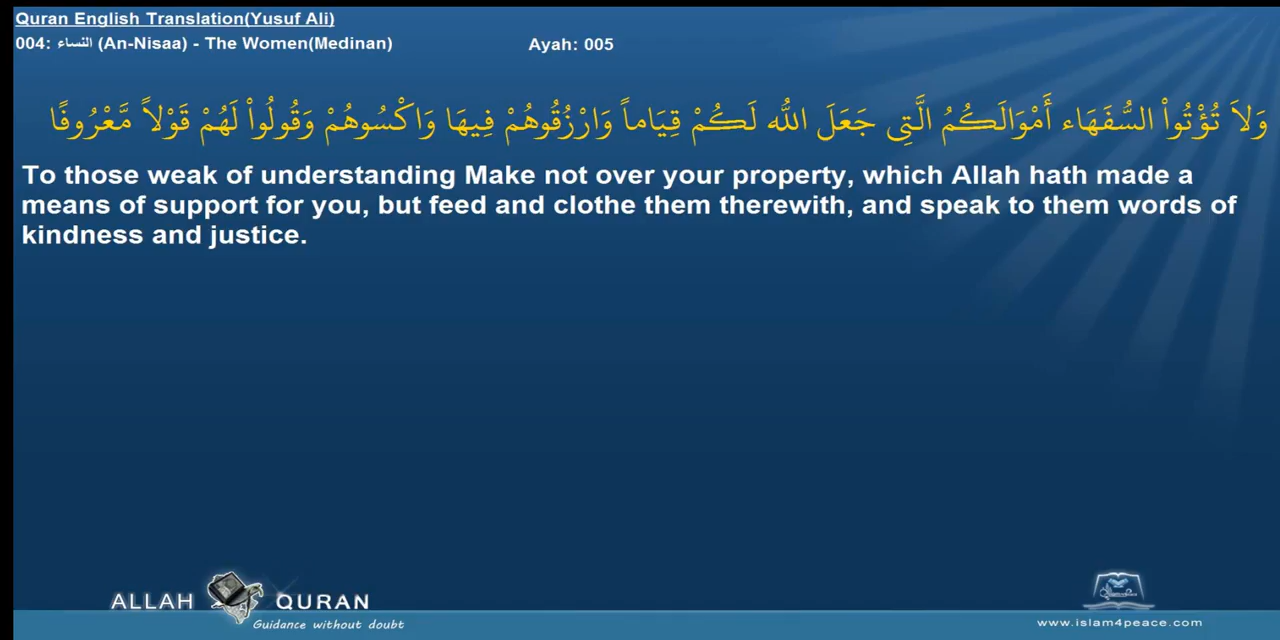 Quran English Translation(Yusuf Ali)
004: النساء (An-Nisaa) - The Women(Medinan) Ayah: 005
وَلاَ تُؤْتُواْ السُّفَهَاء أَمْوَالَكُمُ الَّتِى جَعَلَ اللّه لَكُمْ قِيَاماً وَارْزُقُوهُمْ فِيهَا وَاكْسُوهُمْ وَقُولُواْ لَهُمْ قَوْلاً مَّعْرُوفًا
To those weak of understanding Make not over your property, which Allah hath made a
means of support for you, but feed and clothe them therewith, and speak to them words of
kindness and justice.
ALLAH QURAN
Guidance without doubt
www.islam4peace.com